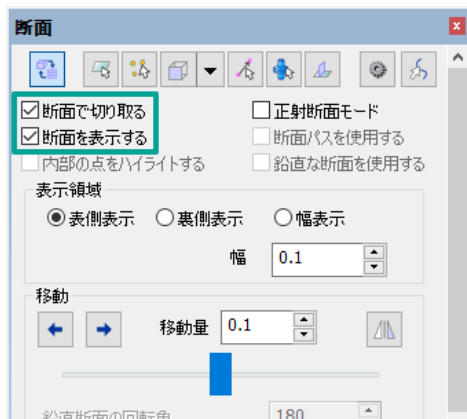 断面
断面で切り取る
正射断面モード
断面を表示する
断面パスを使用する
内部の点をハイライトする
鉛直な断面を使用する
表示領域
表側表示 裏側表示 幅表示
幅 0.1
移動
移動量 0.1
鉛直断面の回転角 180